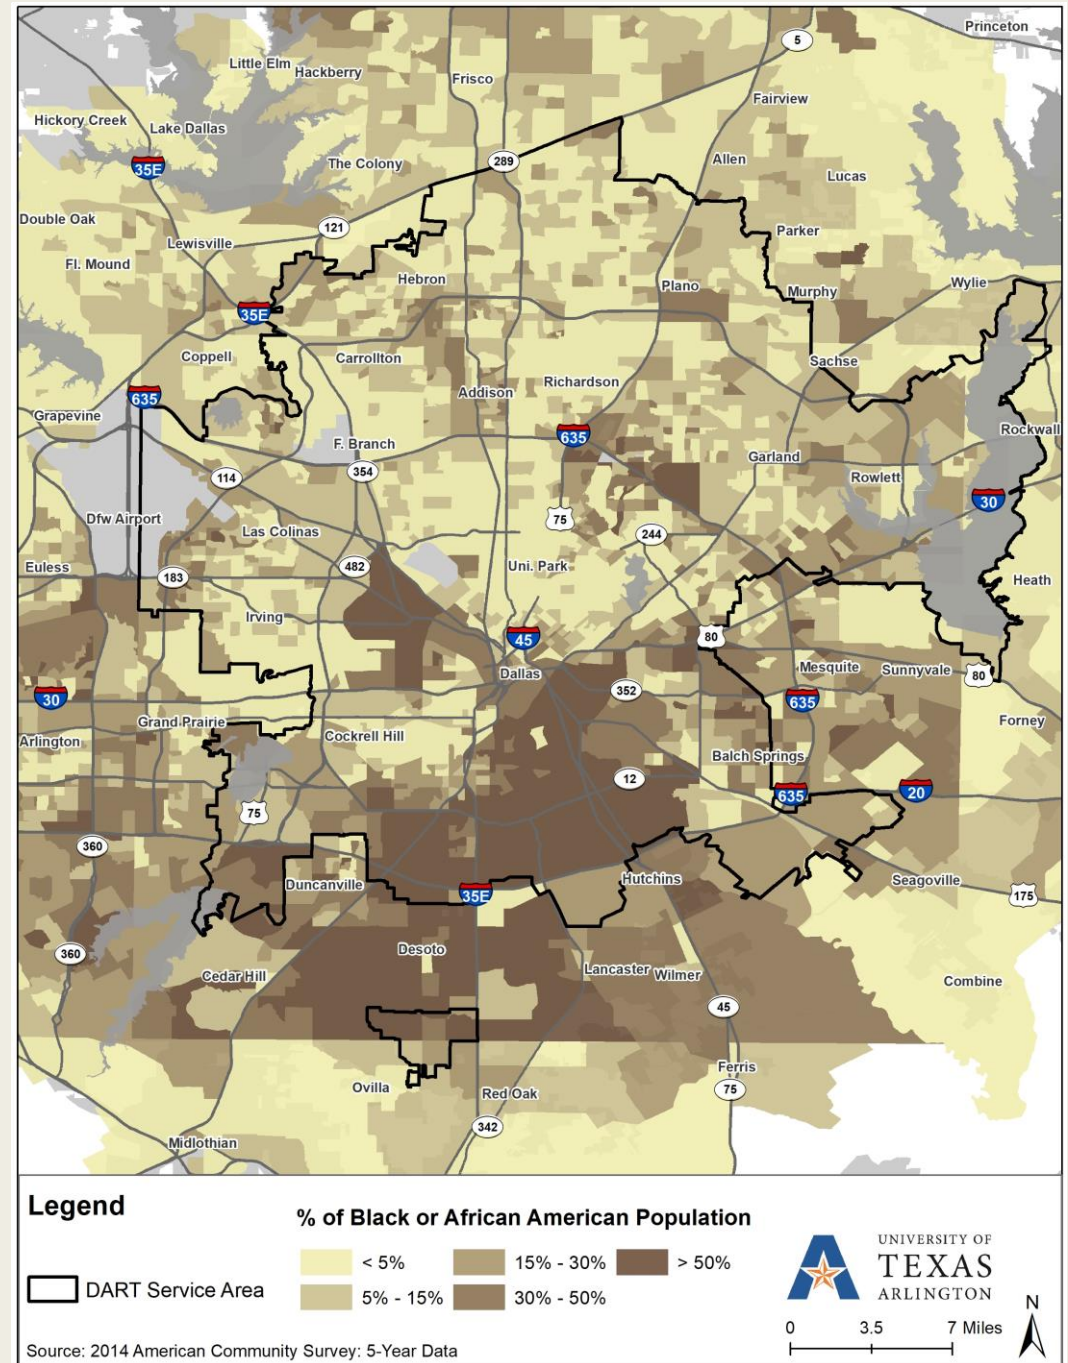 Princeton
5
Little Elm
Hackberry
Frisco
Fairview
Hickory Creek
Lake Dallas
35E
The Colony
289
Allen
Lucas
Double Oak
121
Parker
Lewisville
Fl. Mound
Hebron
Plano
Murphy
Wylie
35E
Coppell
Carrollton
Sachse
635
Addison
Richardson
Grapevine
F. Branch
635
Rockwall
114
354
Garland
Rowlett
30
Dfw Airport
Las Colinas
75
244
Euless
183
482
Uni. Park
Heath
Irving
45
80
Dallas
Mesquite
Sunnyvale
80
30
352
635
Grand Prairie
Forney
Arlington
Cockrell Hill
Balch Springs
12
75
635
20
360
Duncanville
35E
Hutchins
Seagoville
175
360
Desoto
Cedar Hill
Lancaster
Wilmer
Combine
45
Ferris
Ovilla
Red Oak
75
342
Midlothian
Legend
DART Service Area
% of Black or African American Population
< 5%
15% - 30%
> 50%
5% - 15%
30% - 50%
UNIVERSITY OF
TEXAS
ARLINGTON
N
0 3.5 7 Miles
Source: 2014 American Community Survey: 5-Year Data